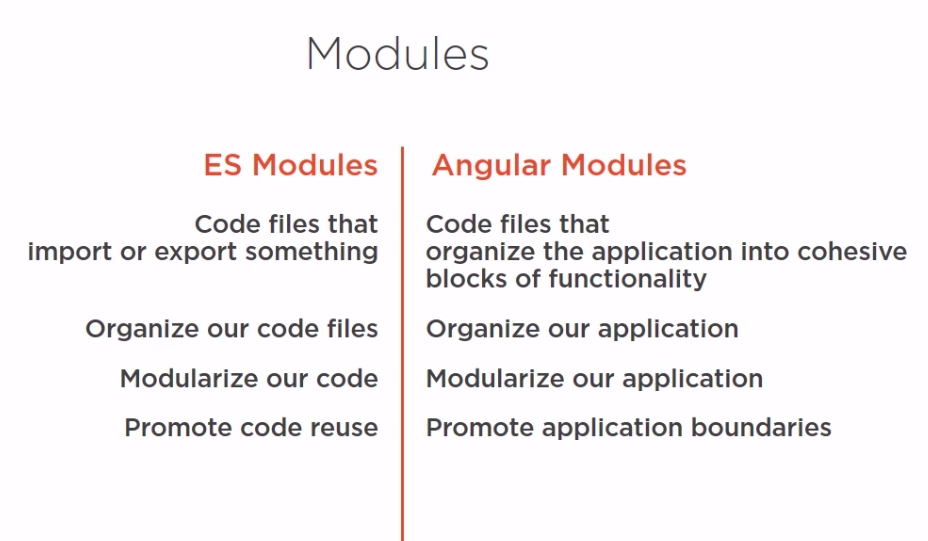 Modules
ES Modules
Code files that
import or export something
Organize our code files
Modularize our code
Promote code reuse
Angular Modules
Code files that
organize the application into cohesive
blocks of functionality
Organize our application
Modularize our application
Promote application boundaries